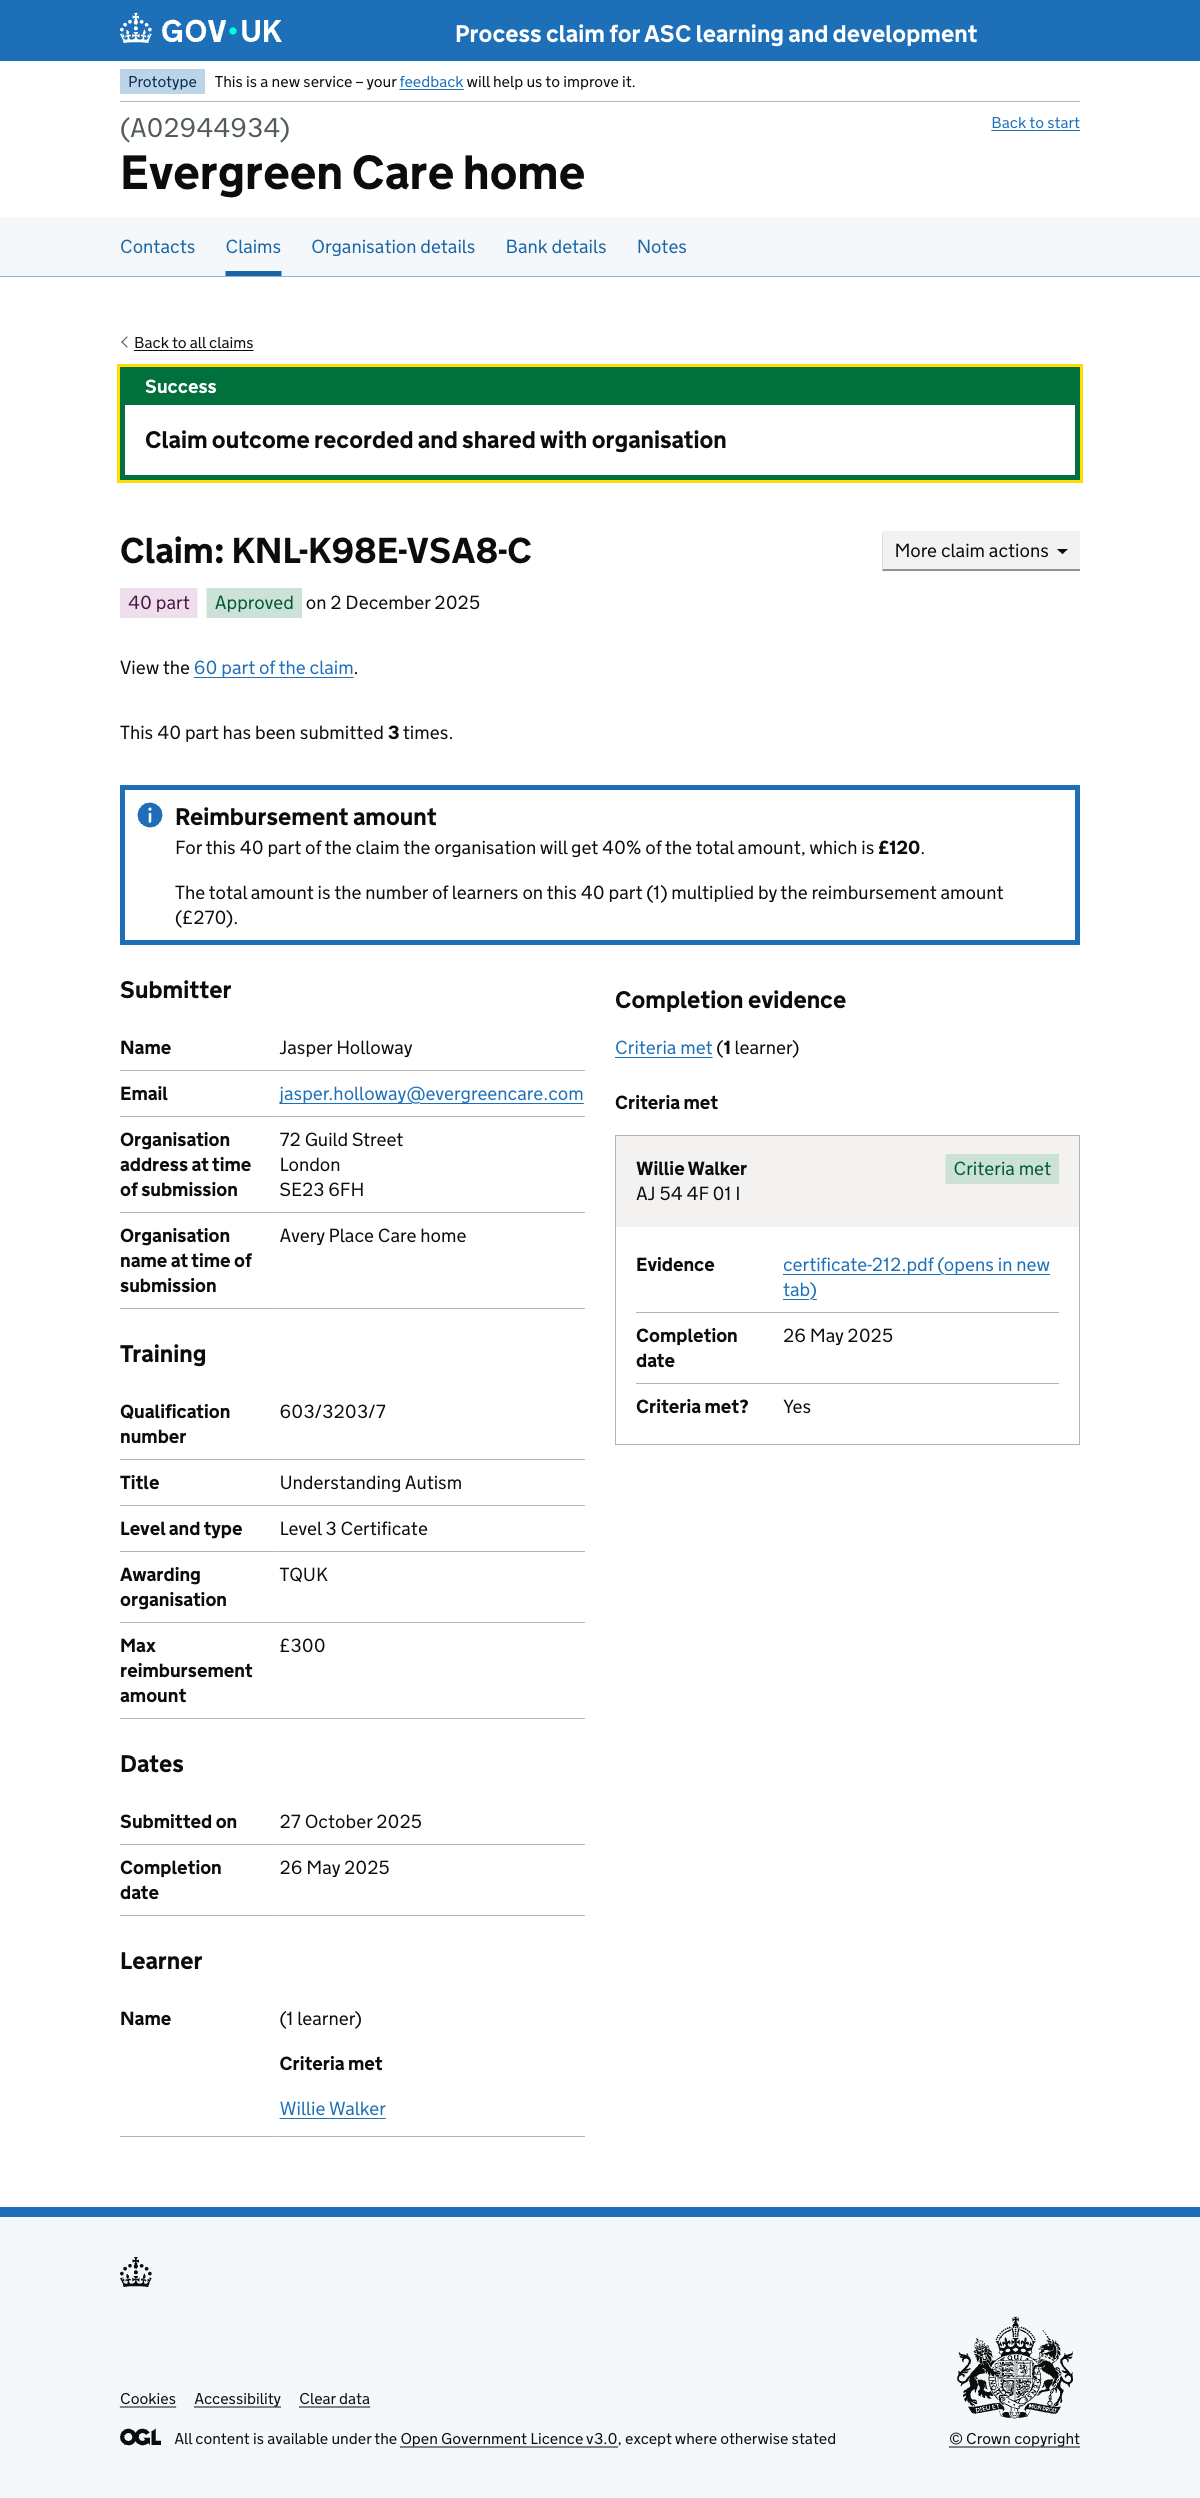 GOV·UK
Process claim for ASC learning and development
Prototype This is a new service – your feedback will help us to improve it.
(A02944934)
Back to start
Evergreen Care home
Contacts Claims Organisation details Bank details Notes
Back to all claims
Success
Claim outcome recorded and shared with organisation
Claim: KNL-K98E-VSA8-C
More claim actions
40 part Approved on 2 December 2025
View the 60 part of the claim.
This 40 part has been submitted 3 times.
Reimbursement amount
For this 40 part of the claim the organisation will get 40% of the total amount, which is £120.
The total amount is the number of learners on this 40 part (1) multiplied by the reimbursement amount
(£270).
Submitter
Name Jasper Holloway
Email jasper.holloway@evergreencare.com
Organisation 72 Guild Street
address at time London
of submission SE23 6FH
Organisation Avery Place Care home
name at time of
submission
Training
Qualification 603/3203/7
number
Title Understanding Autism
Level and type Level 3 Certificate
Awarding TQUK
organisation
Max £300
reimbursement
amount
Dates
Submitted on 27 October 2025
Completion 26 May 2025
date
Learner
Name (1 learner)
Criteria met
Willie Walker
Completion evidence
Criteria met (1 learner)
Criteria met
Willie Walker Criteria met
AJ 54 4F 01 I
Evidence certificate-212.pdf (opens in new
tab)
Completion 26 May 2025
date
Criteria met? Yes
Cookies Accessibility Clear data
OGL All content is available under the Open Government Licence v3.0, except where otherwise stated
© Crown copyright